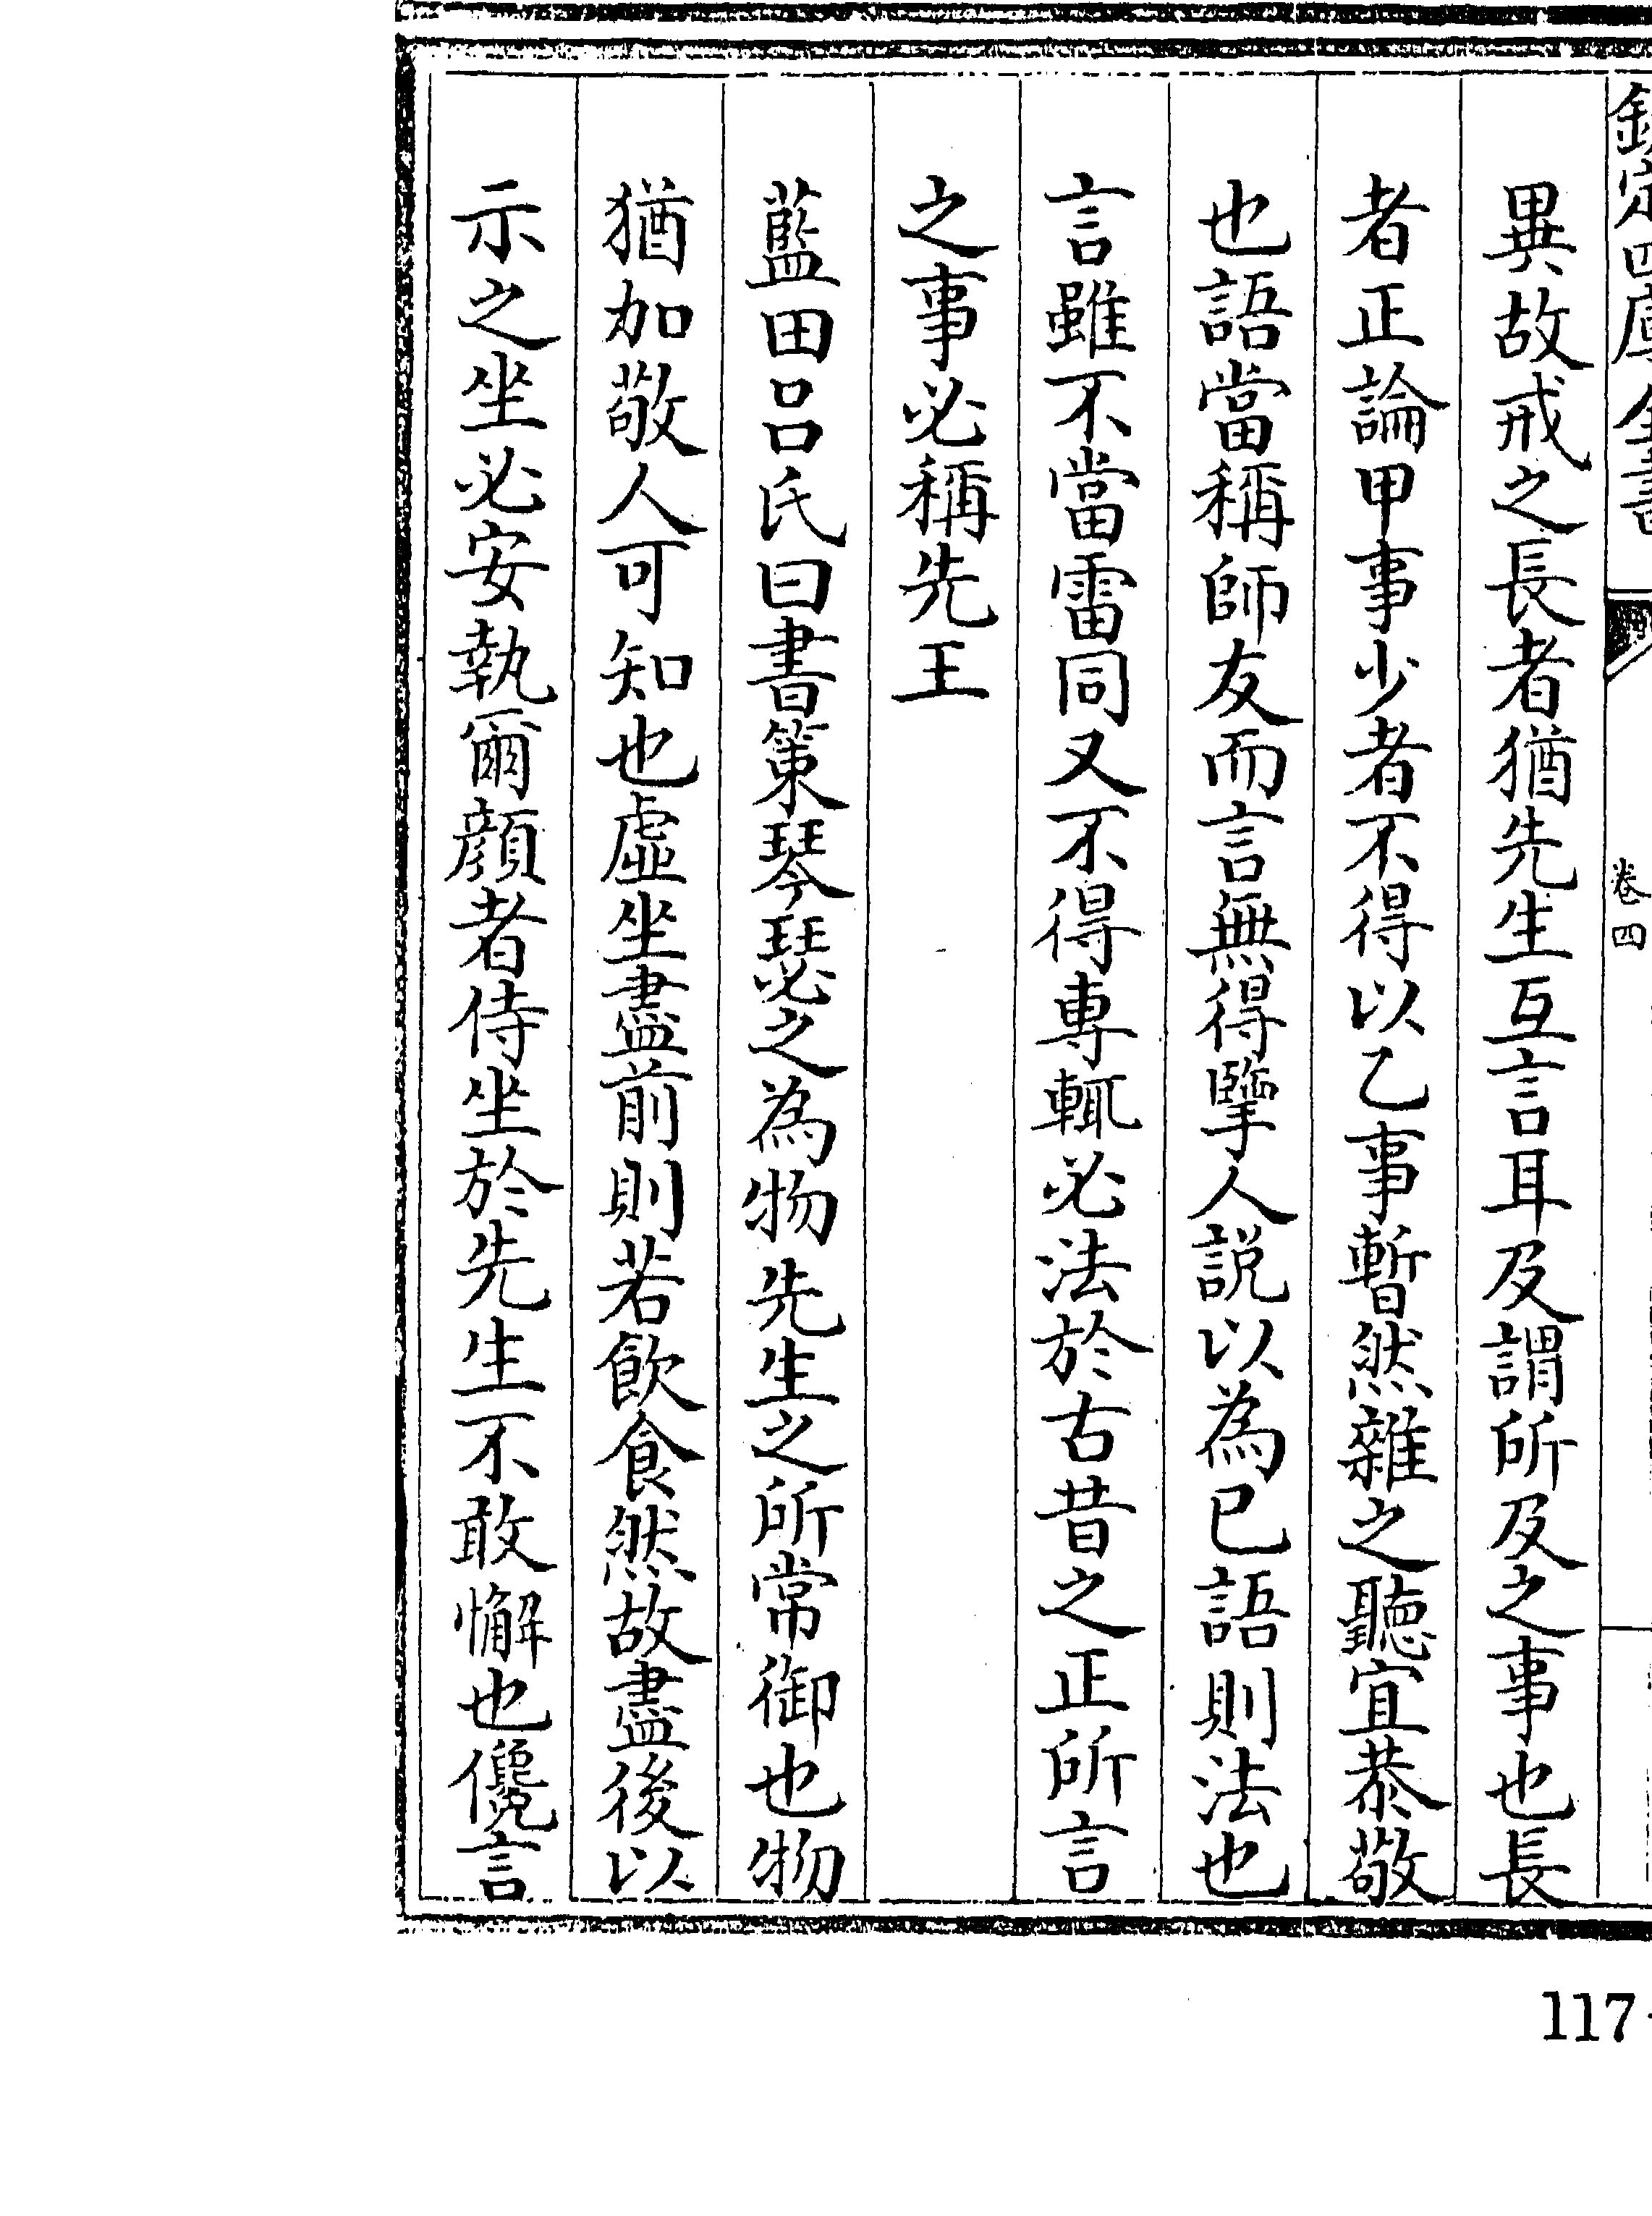 欽定四庫全書
卷四
異故戒之長者猶先生互言耳及謂所及之事也長
者正論甲事少者不得以乙事暫然雜之聽宜恭敬
也語當稱師友而言無得擥人説以為已語則法也
言雖不當雷同又不得專輒必法於古昔之正所言
之事必稱先王
藍田呂氏曰書策琴瑟之為物先生之所常御也物
猶加敬人可知也虛坐盡前則若飲食然故盡後以
示之坐必安執爾顔者侍坐於先生不敢懈也儳言
117